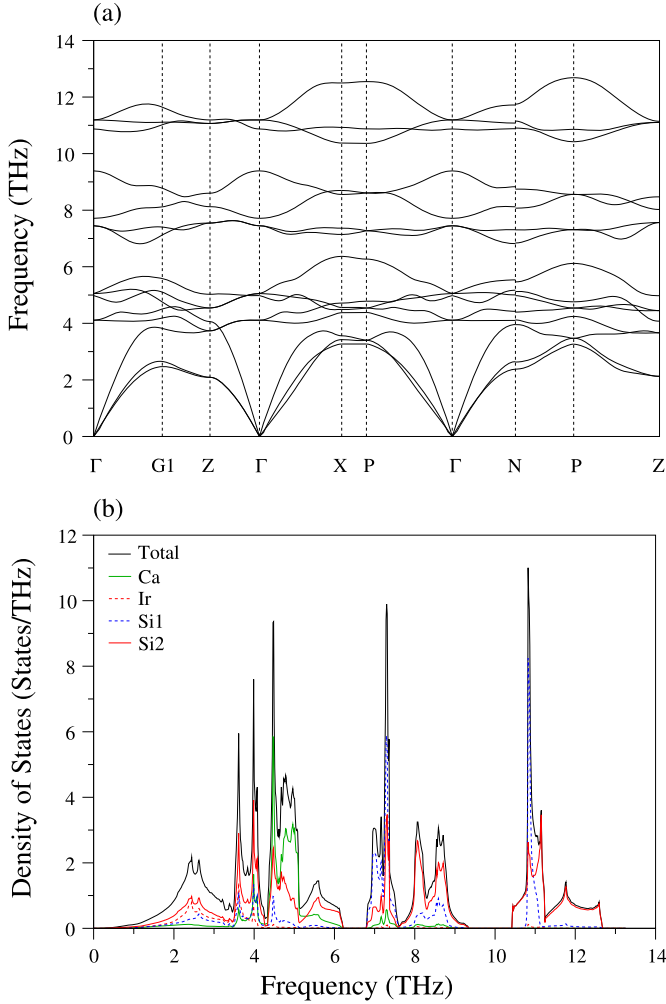 (a)
14
12
10
8
6
4
2
0
Frequency (THz)
Γ G1 Z Γ X P Γ N P Z
(b)
12
10
8
6
4
2
0
Density of States (States/THz)
Total
Ca
Ir
Si1
Si2
0 2 4 6 8 10 12 14
Frequency (THz)